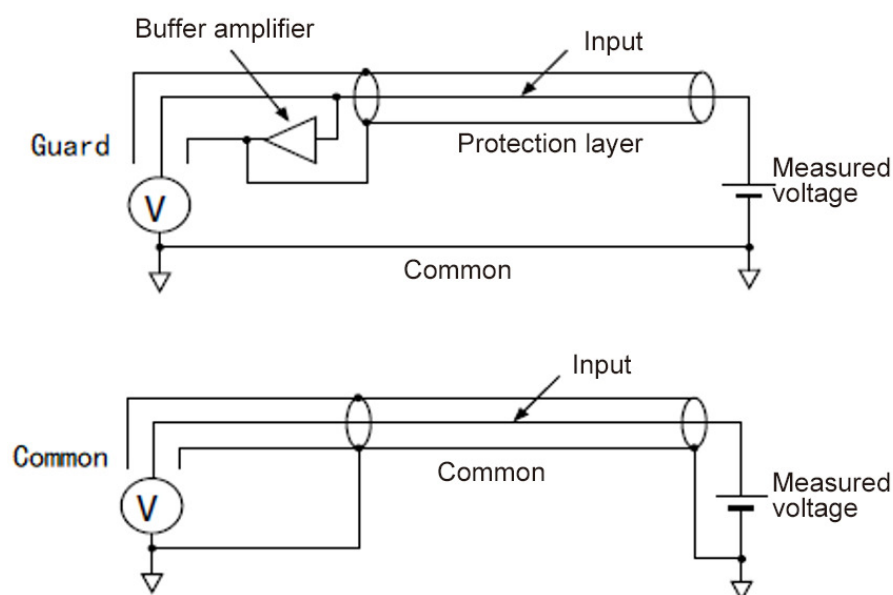 Buffer amplifier
Input
Guard
Protection layer
Measured
voltage
V
Common
Input
Common
Common
Measured
voltage
V